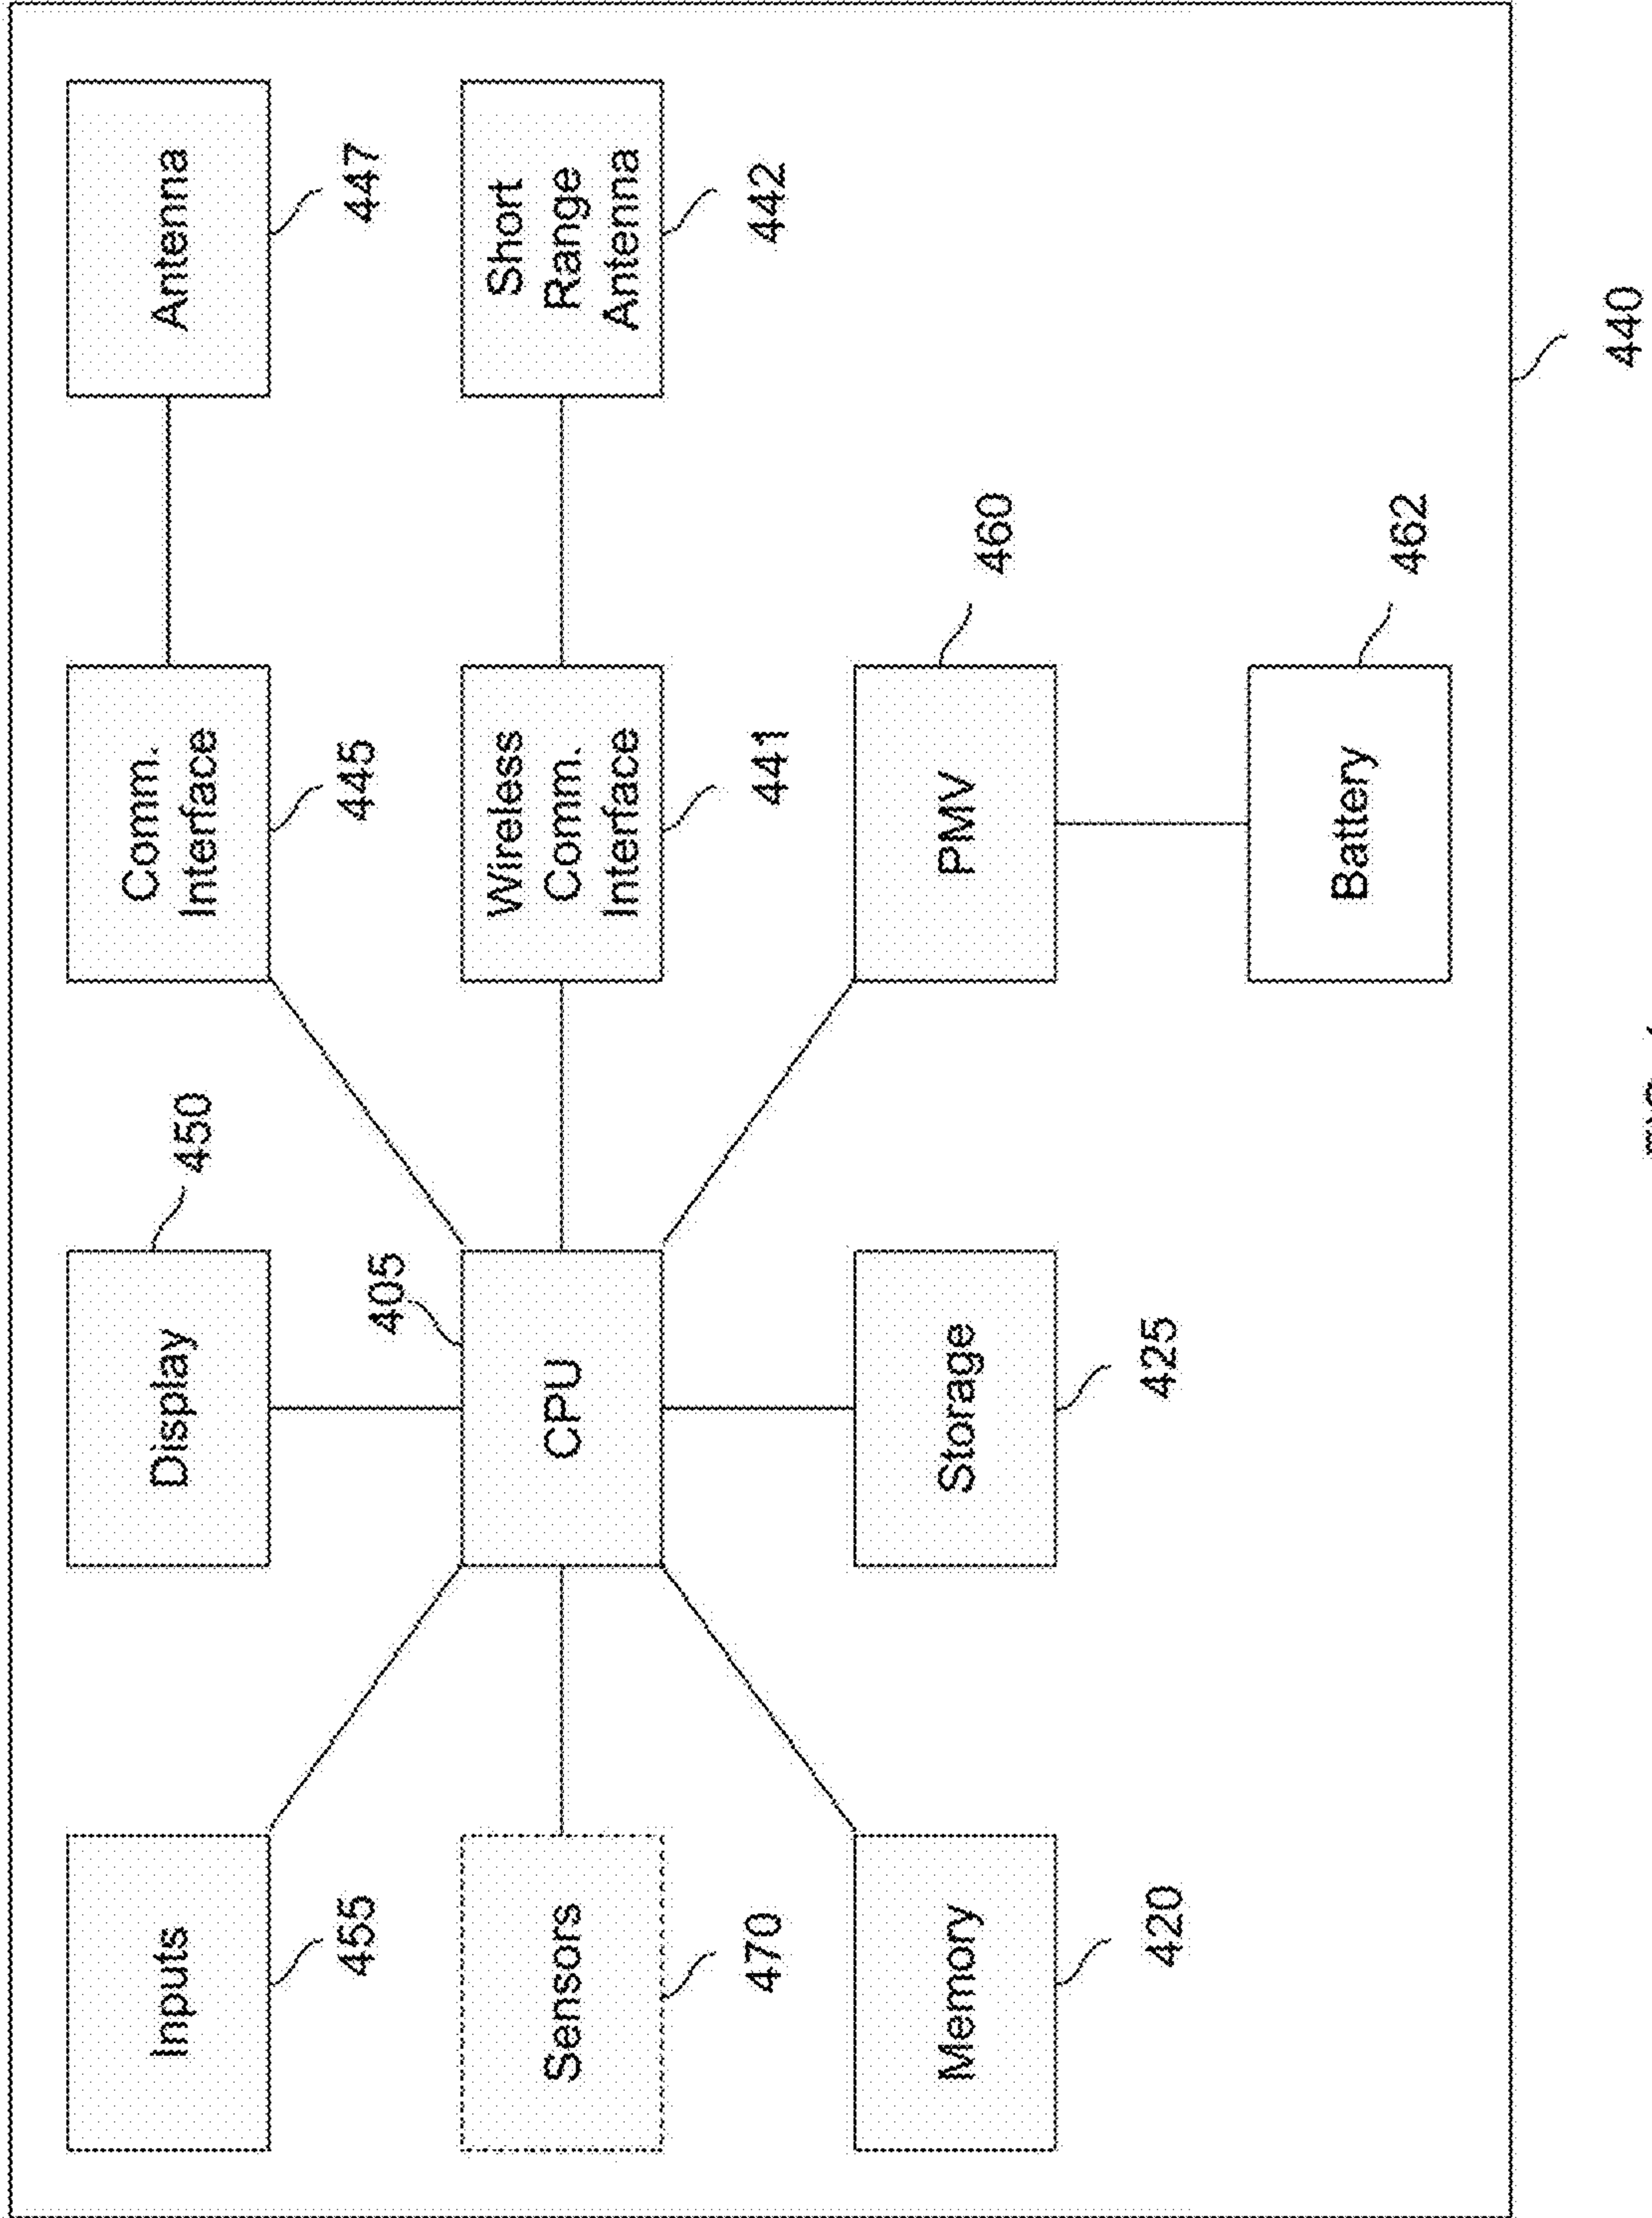 Inputs
455
Display
450
Comm.
Interface
445
Antenna
447
Sensors
470
CPU
405
Wireless
Comm.
Interface
441
Short
Range
Antenna
442
Memory
420
Storage
425
PMV
460
Battery
462
440